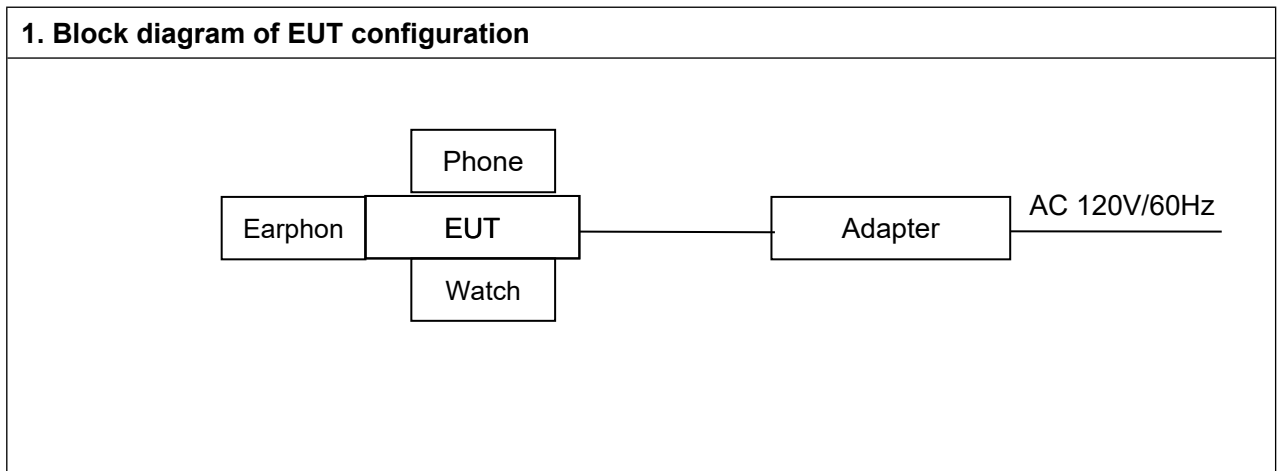 1. Block diagram of EUT configuration
Phone
AC 120V/60Hz
Earphon
EUT
Adapter
Watch